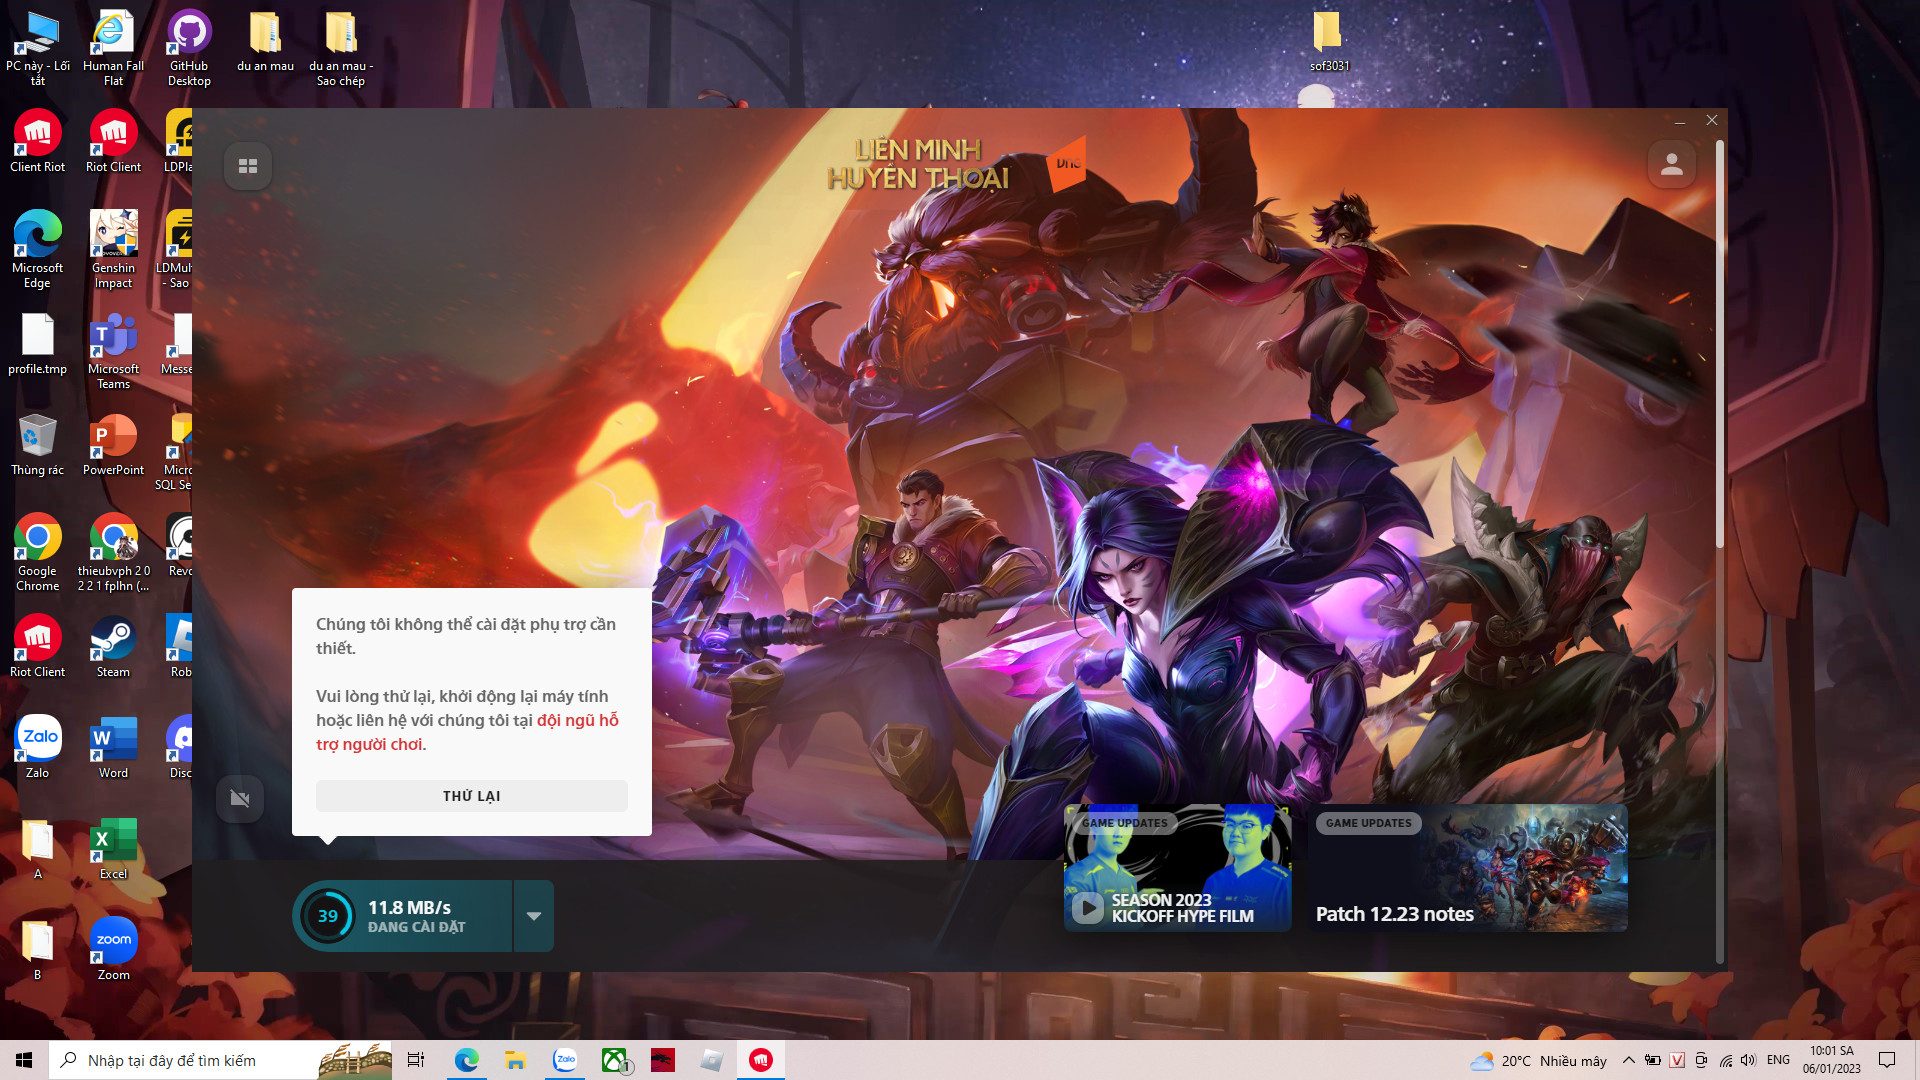 PC này - Lối
tắt
Human Fall
Flat
GitHub
Desktop
du an mau
du an mau -
Sao chép
sof3031
Client Riot
Riot Client
LDPla
LIÊN MINH
HUYỀN THOẠI
VNG
Microsoft
Edge
Genshin
Impact
LDMul
- Sao
profile.tmp
Microsoft
Teams
Messe
Thùng rác
PowerPoint
Micro
SQL Se
Google
Chrome
thieubvph 2 0
2 2 1 fplhn (...
Revo
Riot Client
Steam
Rob
Zalo
Zalo
Word
Disc
A
Excel
B
zoom
Zoom
Chúng tôi không thể cài đặt phụ trợ cần
thiết.
Vui lòng thử lại, khởi động lại máy tính
hoặc liên hệ với chúng tôi tại đội ngũ hỗ
trợ người chơi.
THỬ LẠI
39
11.8 MB/s
ĐANG CÀI ĐẶT
GAME UPDATES
SEASON 2023
KICKOFF HYPE FILM
GAME UPDATES
Patch 12.23 notes
Nhập tại đây để tìm kiếm
Zalo
1
20°C Nhiều mây
V
ENG
10:01 SA
06/01/2023